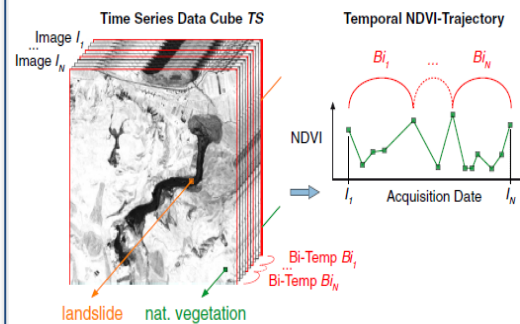 Time Series Data Cube TS
Image I1
...
Image IN
Bi-Temp Bi1
...
Bi-Temp BiN
landslide nat. vegetation
Temporal NDVI-Trajectory
Bi1 ... BiN
NDVI
I1 Acquisition Date IN